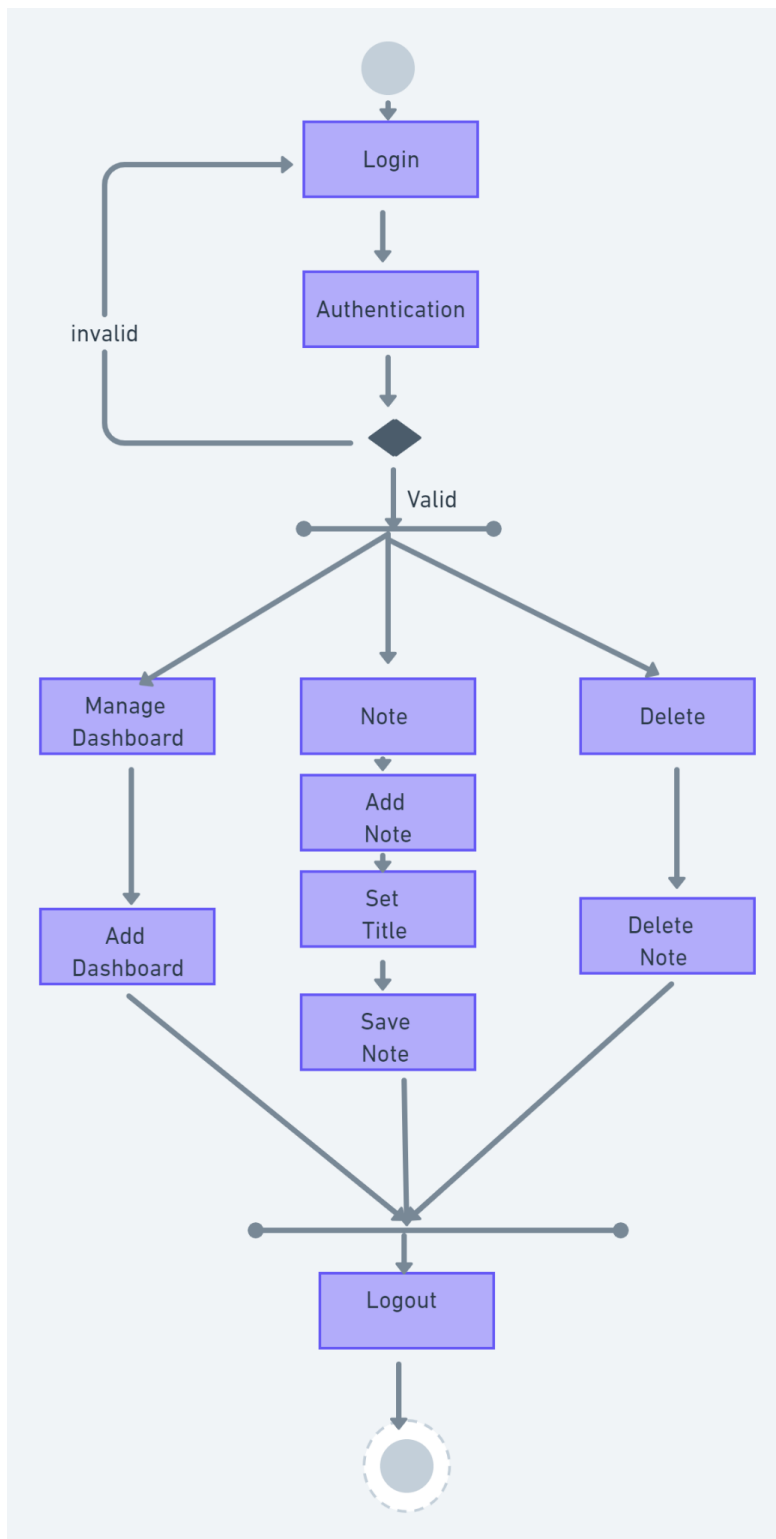 Login
Authentication
invalid
Valid
Manage
Dashboard
Note
Delete
Add
Note
Set
Title
Add
Dashboard
Delete
Note
Save
Note
Logout